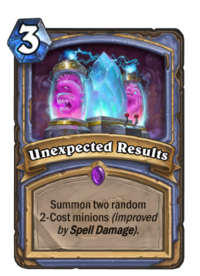 3
Unexpected Results
Summon two random
2-Cost minions (improved
by Spell Damage).